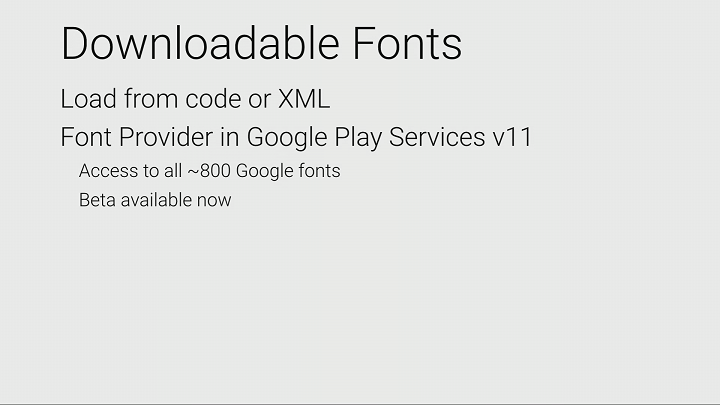 Downloadable Fonts
Load from code or XML
Font Provider in Google Play Services v11
Access to all ~800 Google fonts
Beta available now